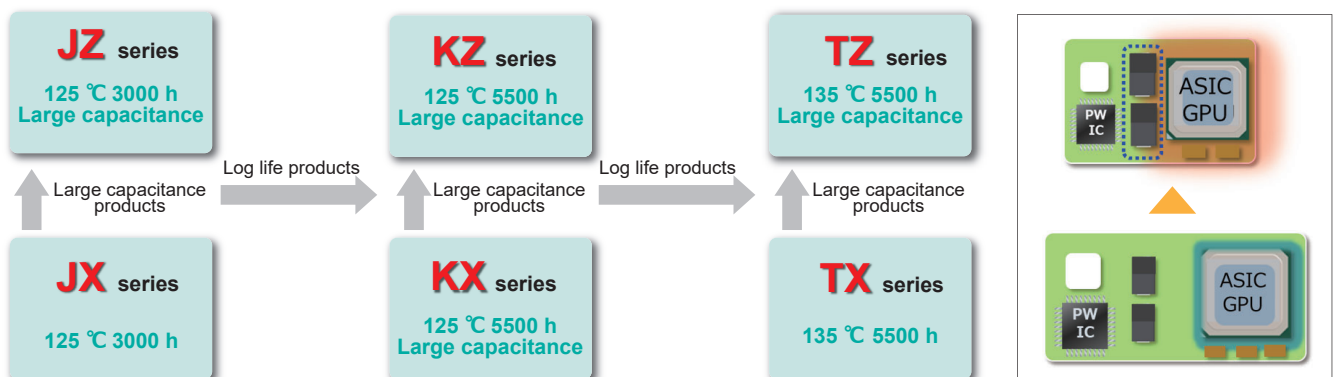 JZ series
125 ℃ 3000 h
Large capacitance
KZ series
125 ℃ 5500 h
Large capacitance
TZ series
135 ℃ 5500 h
Large capacitance
Large capacitance
products
Log life products
Large capacitance
products
Log life products
Large capacitance
products
JX series
125 ℃ 3000 h
KX series
125 ℃ 5500 h
Large capacitance
TX series
135 ℃ 5500 h
PW
IC
ASIC
GPU
PW
IC
ASIC
GPU